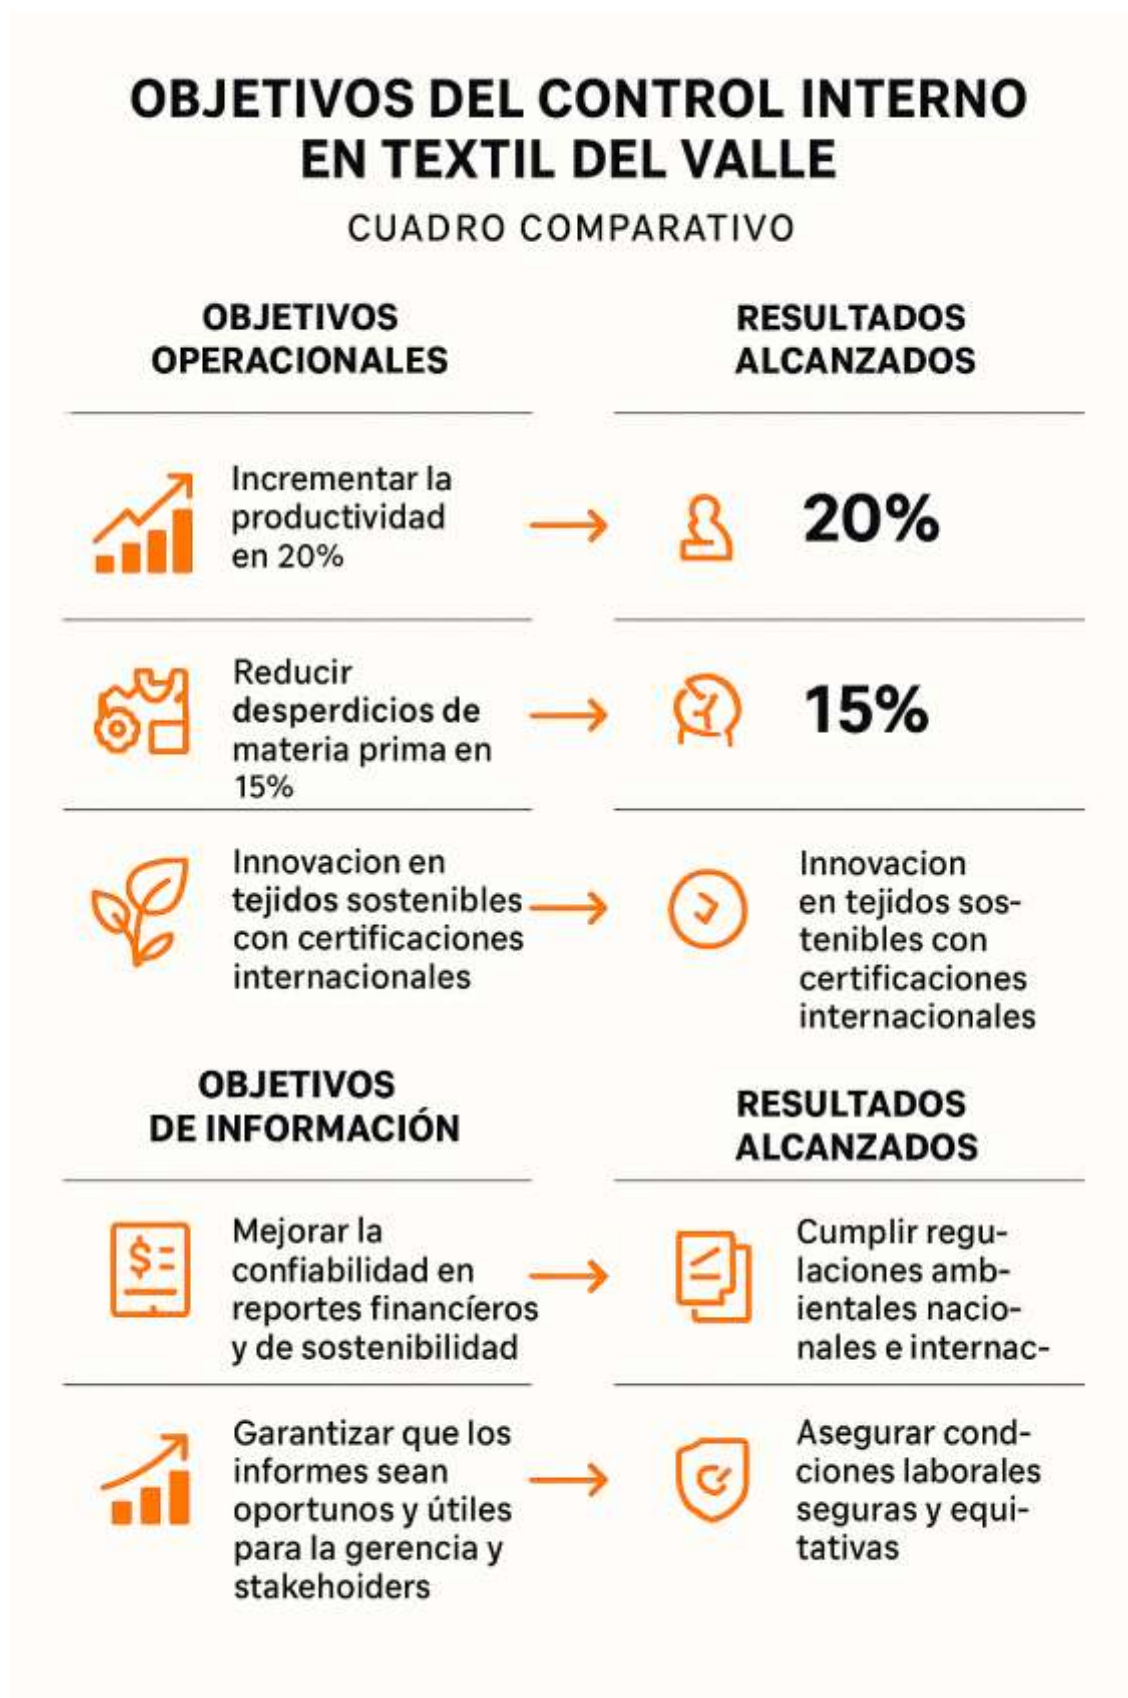 OBJETIVOS DEL CONTROL INTERNO
EN TEXTIL DEL VALLE
CUADRO COMPARATIVO
OBJETIVOS
OPERACIONALES
RESULTADOS
ALCANZADOS
Incrementar la
productividad
en 20%
20%
Reducir
desperdicios de
materia prima en
15%
15%
Innovacion en
tejidos sostenibles
con certificaciones
internacionales
Innovacion
en tejidos sos-
tenibles con
certificaciones
internacionales
OBJETIVOS
DE INFORMACIÓN
RESULTADOS
ALCANZADOS
$
Mejorar la
confiabilidad en
reportes financíeros
y de sostenibilidad
Cumplir regu-
laciones amb-
ientales nacio-
nales e internac-
Garantizar que los
informes sean
oportunos y útiles
para la gerencia y
stakehoiders
Asegurar cond-
ciones laborales
seguras y equi-
tativas